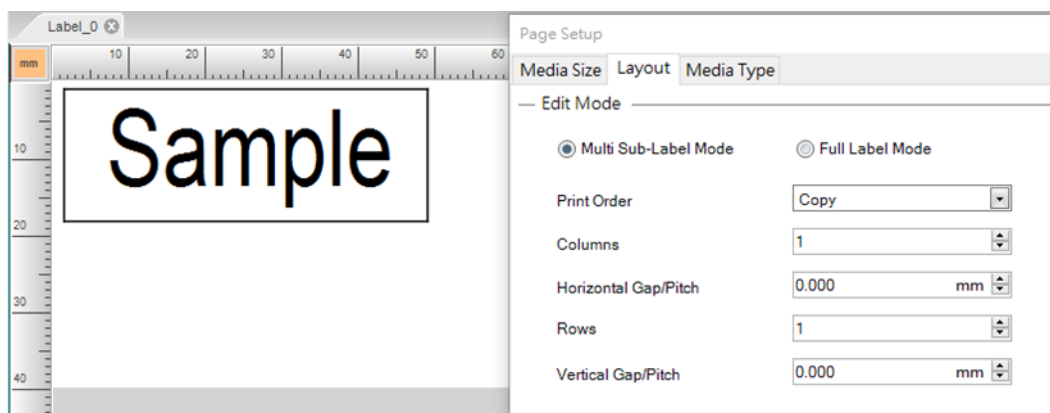 Label_0
mm
10 20 30 40 50 60
10
20
30
40
Sample
Page Setup
Media Size Layout Media Type
Edit Mode
Multi Sub-Label Mode Full Label Mode
Print Order Copy
Columns 1
Horizontal Gap/Pitch 0.000 mm
Rows 1
Vertical Gap/Pitch 0.000 mm